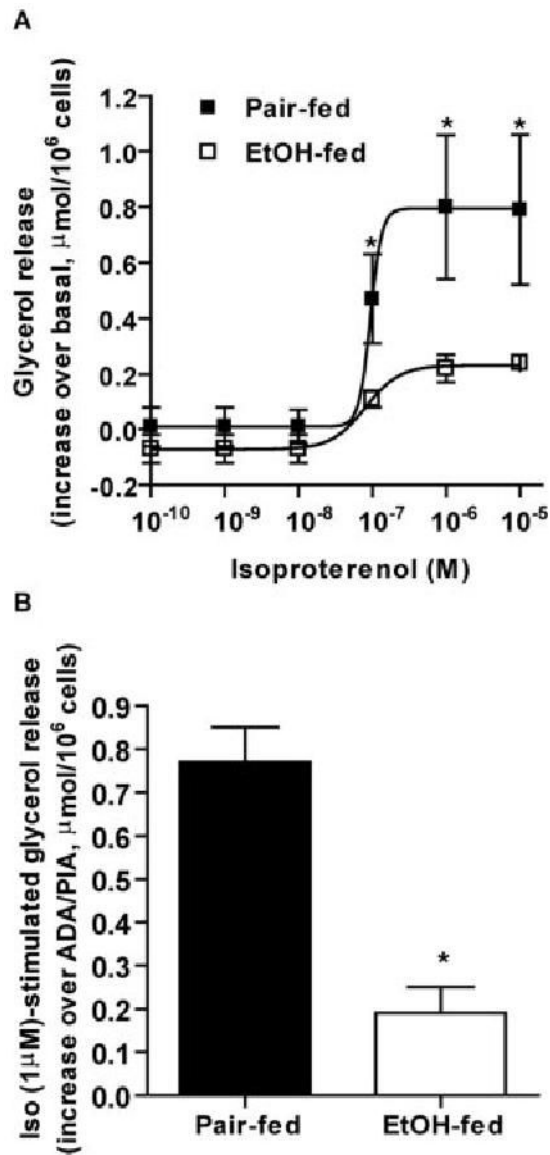 A
Glycerol release
(increase over basal, μmol/10⁶ cells)
1.2
1.0
0.8
0.6
0.4
0.2
0.0
-0.2
Pair-fed
EtOH-fed
*
*
*
10⁻¹⁰
10⁻⁹
10⁻⁸
10⁻⁷
10⁻⁶
10⁻⁵
Isoproterenol (M)
B
Iso (1μM)-stimulated glycerol release
(increase over ADA/PIA, μmol/10⁶ cells)
0.9
0.8
0.7
0.6
0.5
0.4
0.3
0.2
0.1
0.0
*
Pair-fed
EtOH-fed